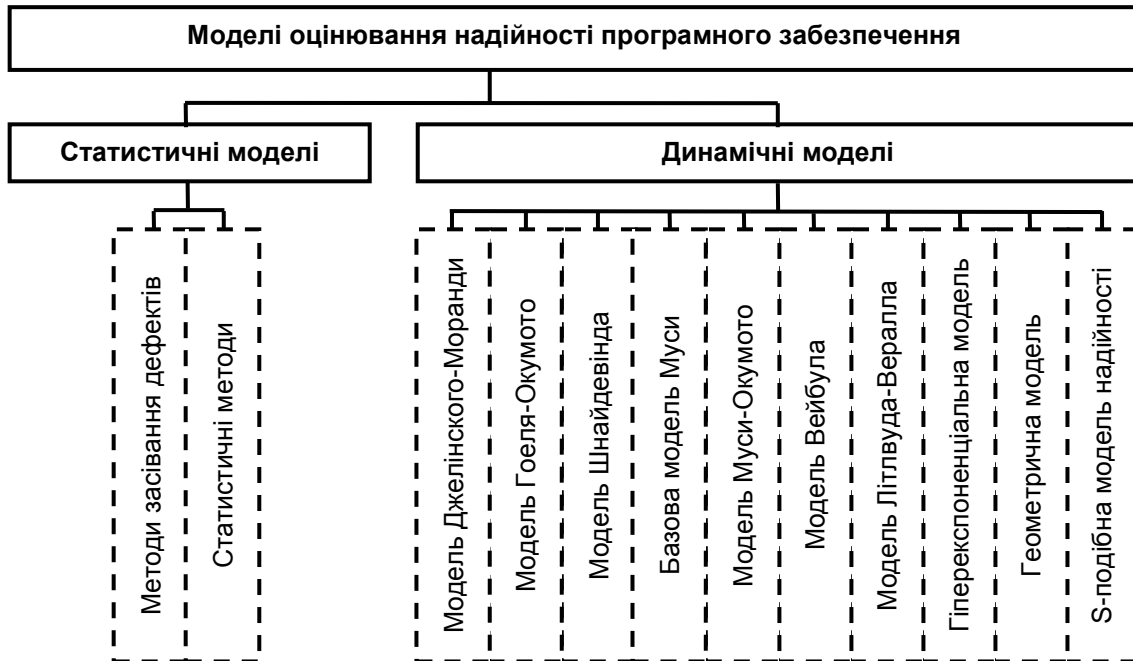 Моделі оцінювання надійності програмного забезпечення
Статистичні моделі
Динамічні моделі
Методи засівання дефектів
Статистичні методи
Модель Джелінского-Моранди
Модель Гоеля-Окумото
Модель Шнайдевінда
Базова модель Муси
Модель Муси-Окумото
Модель Вейбула
Модель Літлвуда-Вералла
Гіперекспоненціальна модель
Геометрична модель
S-подібна модель надійності